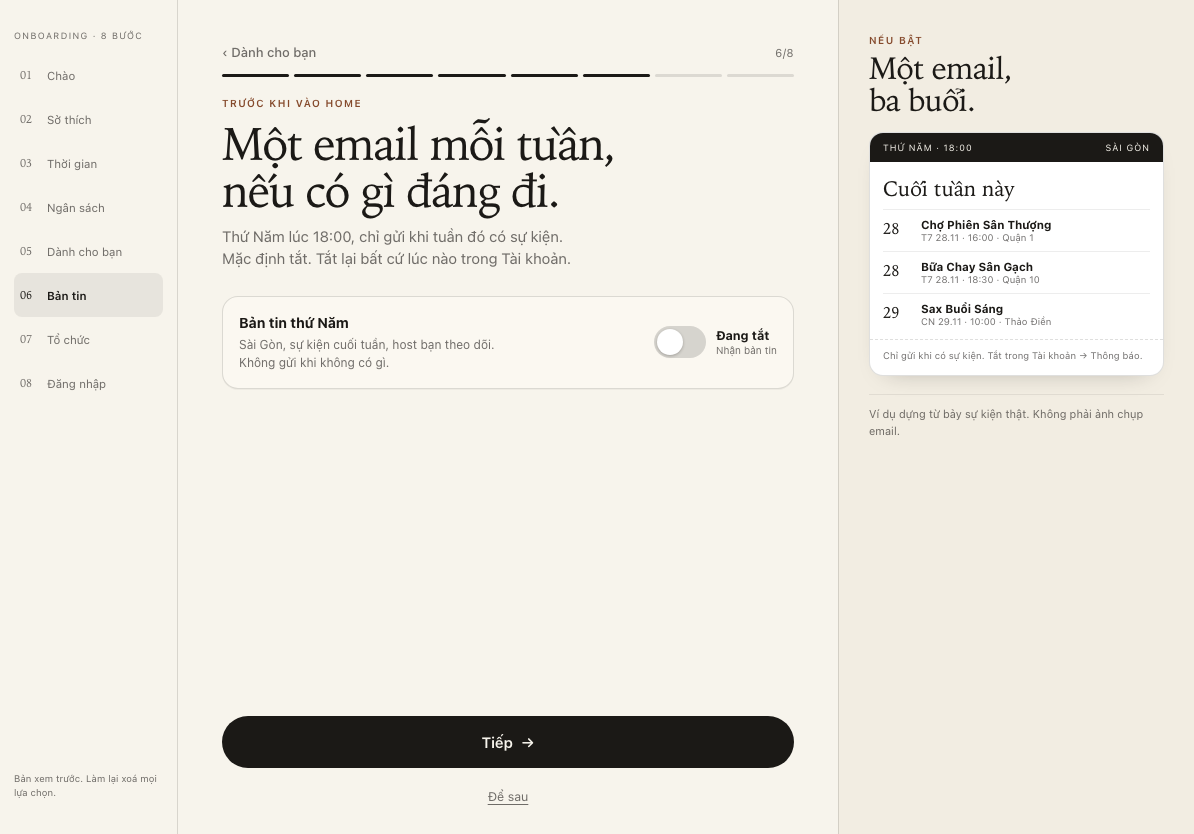 ONBOARDING · 8 BƯỚC
01 Chào
02 Sở thích
03 Thời gian
04 Ngân sách
05 Dành cho bạn
06 Bản tin
07 Tổ chức
08 Đăng nhập
Bản xem trước. Làm lại xoá mọi
lựa chọn.
‹ Dành cho bạn
6/8
TRƯỚC KHI VÀO HOME
Một email mỗi tuần,
nếu có gì đáng đi.
Thứ Năm lúc 18:00, chỉ gửi khi tuần đó có sự kiện.
Mặc định tắt. Tắt lại bất cứ lúc nào trong Tài khoản.
Bản tin thứ Năm
Sài Gòn, sự kiện cuối tuần, host bạn theo dõi.
Không gửi khi không có gì.
Đang tắt
Nhận bản tin
Tiếp →
Để sau
NỔI BẬT
Một email,
ba buổi.
THỨ NĂM · 18:00
SÀI GÒN
Cuối tuần này
28 Chợ Phiên Sân Thượng
T7 28.11 · 16:00 · Quận 1
28 Bữa Chay Sân Gạch
T7 28.11 · 18:30 · Quận 10
29 Sax Buổi Sáng
CN 29.11 · 10:00 · Thảo Điền
Chỉ gửi khi có sự kiện. Tắt trong Tài khoản → Thông báo.
Ví dụ dựng từ bảy sự kiện thật. Không phải ảnh chụp
email.